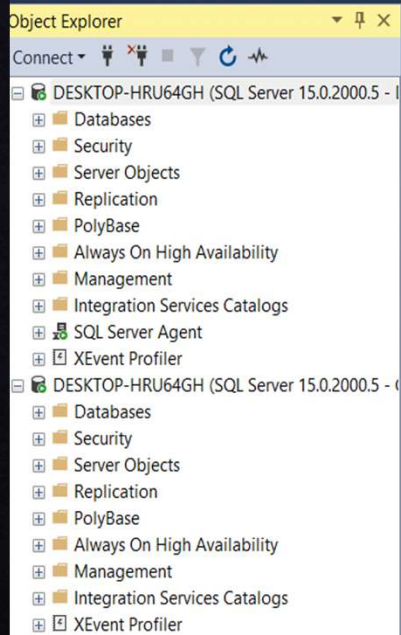 Object Explorer
Connect
DESKTOP-HRU64GH (SQL Server 15.0.2000.5 -
Databases
Security
Server Objects
Replication
PolyBase
Always On High Availability
Management
Integration Services Catalogs
SQL Server Agent
XEvent Profiler
DESKTOP-HRU64GH (SQL Server 15.0.2000.5 -
Databases
Security
Server Objects
Replication
PolyBase
Always On High Availability
Management
Integration Services Catalogs
XEvent Profiler